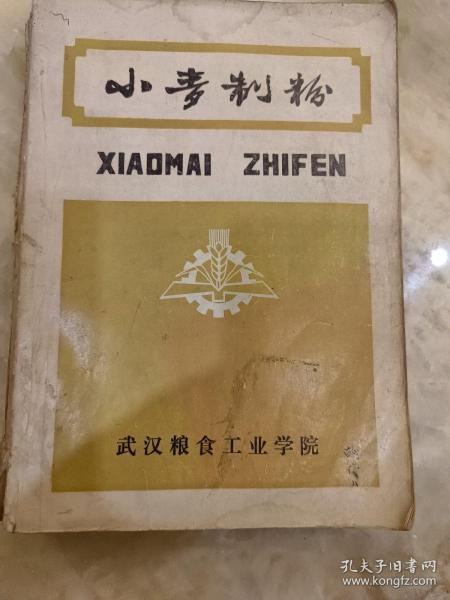 小麦制粉
XIAOMAI ZHIFEN
武汉粮食工业学院
孔夫子旧书网
www.kongfz.com